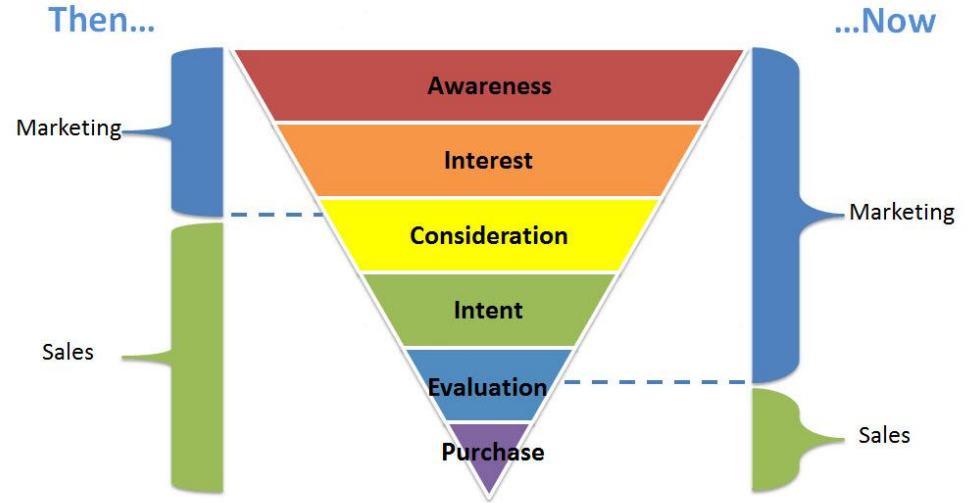 Then...
...Now
Awareness
Marketing
Interest
Marketing
Consideration
Intent
Sales
Evaluation
Sales
Purchase